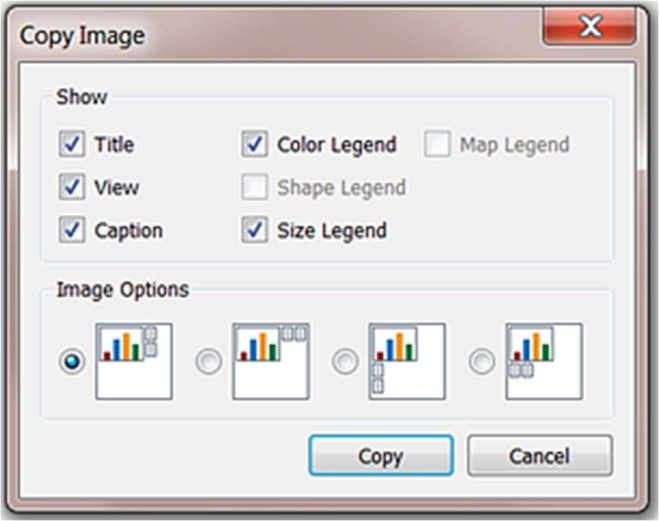 Copy Image
Show
Title Color Legend Map Legend
View Shape Legend
Caption Size Legend
Image Options
Copy Cancel